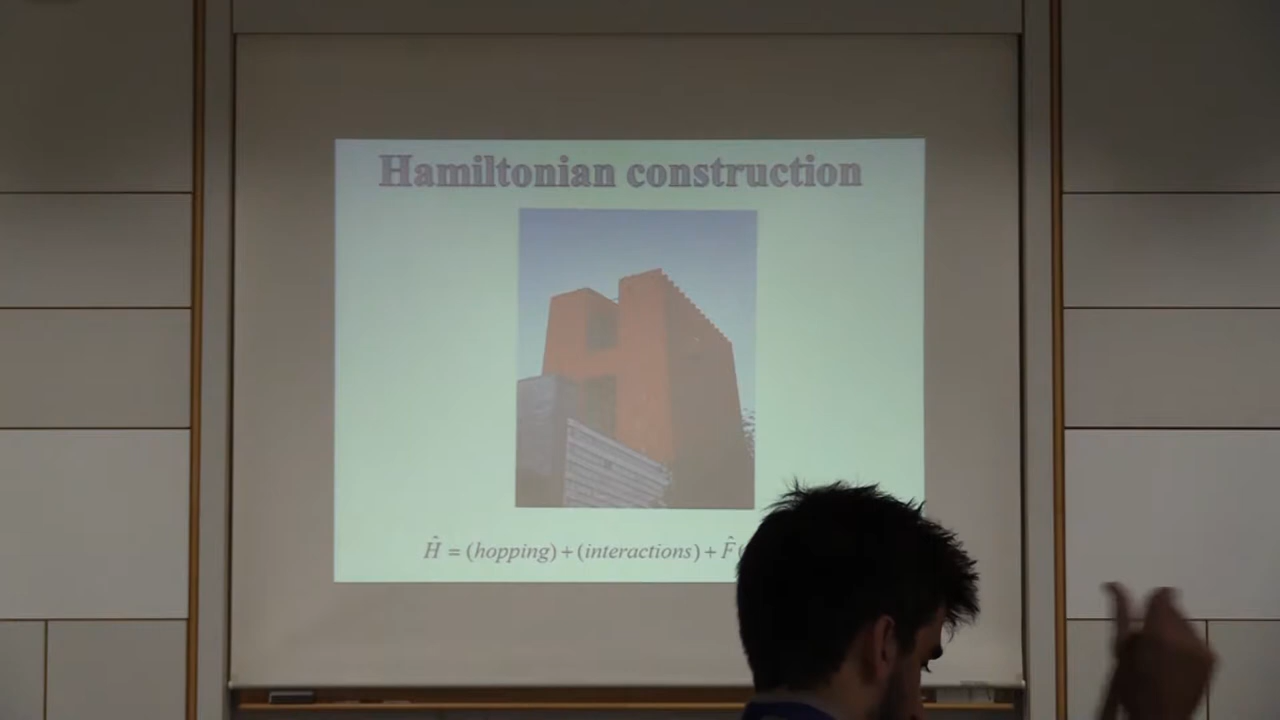 Hamiltonian construction
Ĥ = (hopping) + (interactions) + F̂(